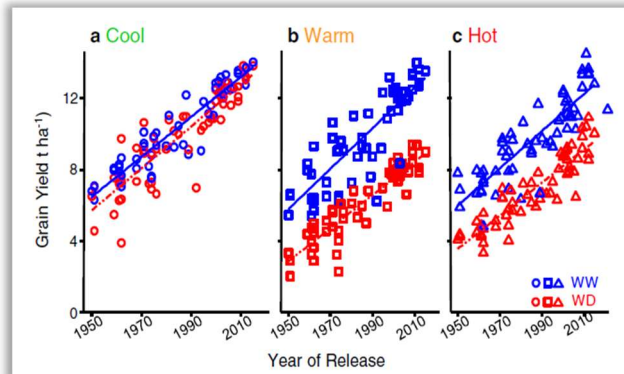 a Cool
b Warm
c Hot
Grain Yield t ha⁻¹
12
8
4
0
1950 1970 1990 2010
1950 1970 1990 2010
1950 1970 1990 2010
WW
WD
Year of Release